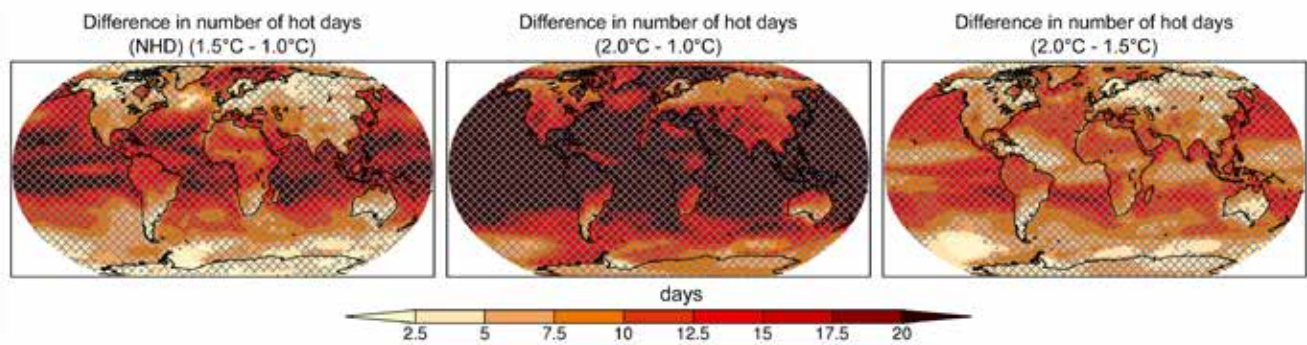 Difference in number of hot days
(NHD) (1.5°C - 1.0°C)
Difference in number of hot days
(2.0°C - 1.0°C)
Difference in number of hot days
(2.0°C - 1.5°C)
days
2.5 5 7.5 10 12.5 15 17.5 20